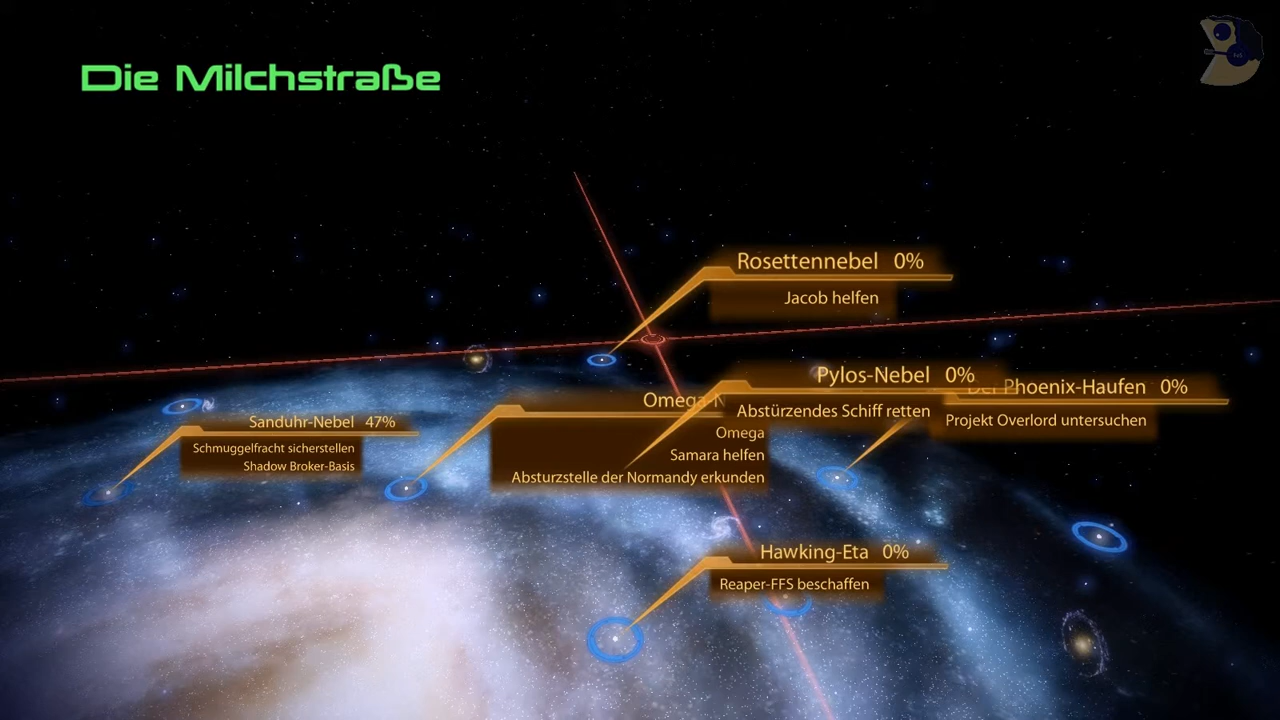 Die Milchstraße
Rosettennebel 0%
Jacob helfen
Pylos-Nebel 0%
Abstürzendes Schiff retten
Phoenix-Haufen 0%
Projekt Overlord untersuchen
Omega-N
Omega
Samara helfen
Absturzstelle der Normandy erkunden
Sanduhr-Nebel 47%
Schmuggelfracht sicherstellen
Shadow Broker-Basis
Hawking-Eta 0%
Reaper-FFS beschaffen